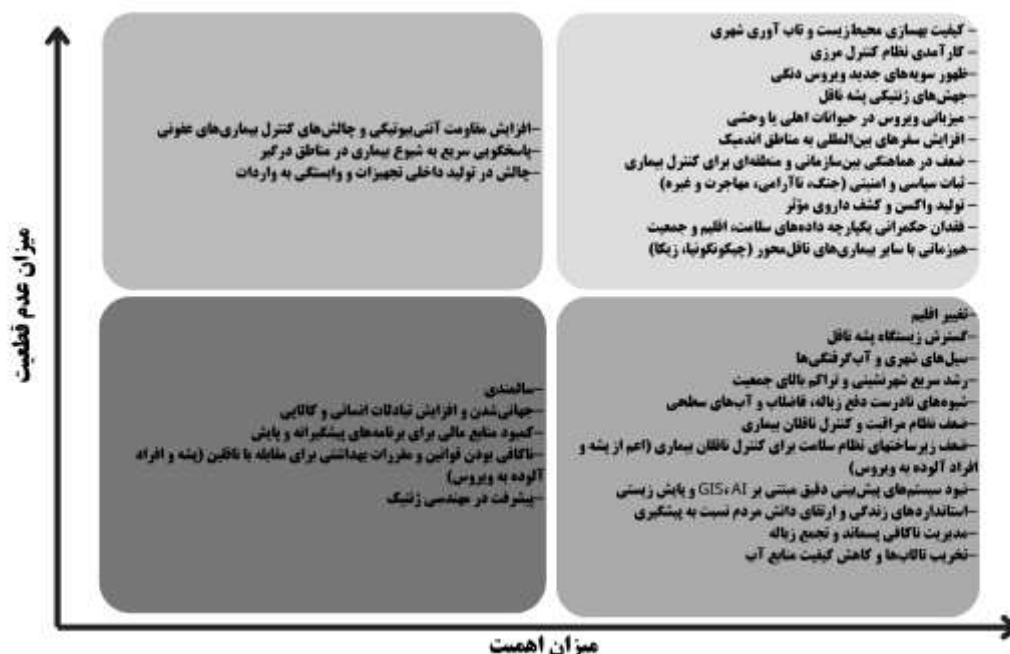 -کیفیت بهسازی محیط‌زیست و تاب آوری شهری
-کارآمدی نظام کنترل مرزی
-ظهور سویه‌های جدید ویروس دنگی
-جهش‌های ژنتیکی پشه ناقل
-میزبانی ویروس در حیوانات اهلی یا وحشی
-افزایش سفرهای بین‌المللی به مناطق اندمیک
-ضعف در هماهنگی بین‌سازمانی و منطقه‌ای برای کنترل بیماری
-ثبات سیاسی و امنیتی (جنگ، ناآرامی، مهاجرت و غیره)
-تولید واکسن و کشف داروی مؤثر
-فقدان حکمرانی یکپارچه داده‌های سلامت، اقلیم و جمعیت
-هم‌زمانی با سایر بیماری‌های ناقل‌محور (چیکونگونیا، زیکا)
-افزایش مقاومت آنتی‌بیوتیکی و چالش‌های کنترل بیماری‌های عفونی
-پاسخگویی سریع به شیوع بیماری در مناطق درگیر
-چالش در تولید داخلی تجهیزات و وابستگی به واردات
میزان عدم قطعیت
-تغییر اقلیم
-گسترش زیستگاه پشه ناقل
-سیل‌های شهری و آب‌گرفتگی‌ها
-رشد سریع شهرنشینی و تراکم بالای جمعیت
-شیوه‌های نادرست دفع زباله، فاضلاب و آب‌های سطحی
-ضعف نظام مراقبت و کنترل ناقلان بیماری
-ضعف زیرساختهای نظام سلامت برای کنترل ناقلان بیماری (اعم از پشه و
افراد آلوده به ویروس)
-نبود سیستم‌های پیش‌بینی دقیق مبتنی بر GIS، AI و پایش زیستی
-استانداردهای زندگی و ارتقای دانش مردم نسبت به پیشگیری
-مدیریت ناکافی پسماند و تجمع زباله
-تخریب تالاب‌ها و کاهش کیفیت منابع آب
-سالمندی
-جهانی‌شدن و افزایش تبادلات انسانی و کالایی
-کمبود منابع مالی برای برنامه‌های پیشگیرانه و پایش
-ناکافی بودن قوانین و مقررات بهداشتی برای مقابله با ناقلین (پشه و افراد
آلوده به ویروس)
-پیشرفت در مهندسی ژنتیک
میزان اهمیت